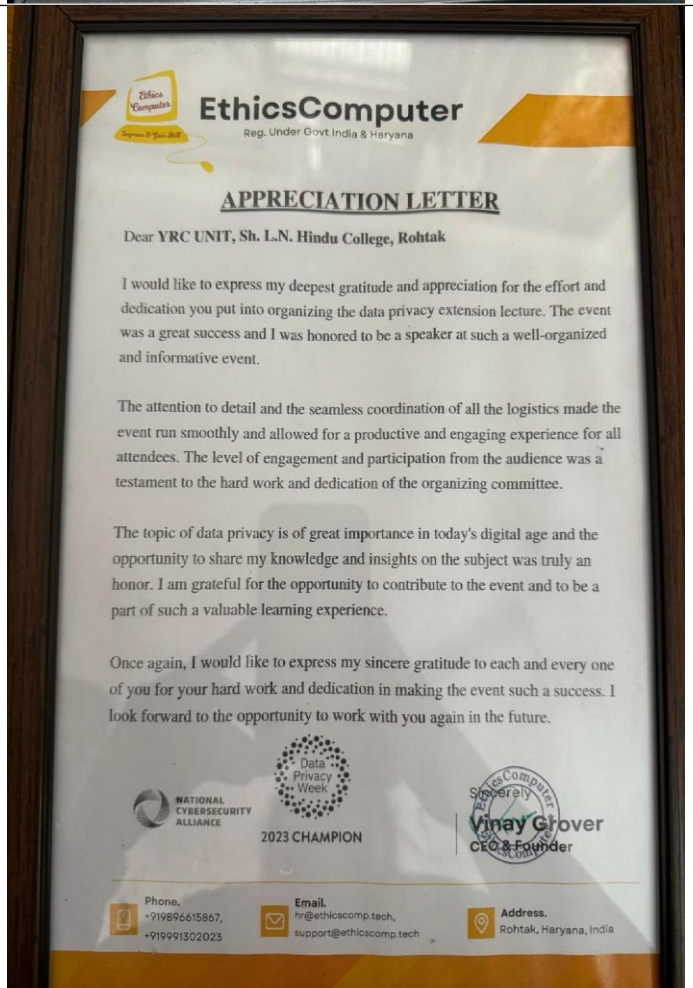 Ethics
Computer
EthicsComputer
Reg. Under Govt India & Haryana
APPRECIATION LETTER
Dear YRC UNIT, Sh. L.N. Hindu College, Rohtak
I would like to express my deepest gratitude and appreciation for the effort and
dedication you put into organizing the data privacy extension lecture. The event
was a great success and I was honored to be a speaker at such a well-organized
and informative event.
The attention to detail and the seamless coordination of all the logistics made the
event run smoothly and allowed for a productive and engaging experience for all
attendees. The level of engagement and participation from the audience was a
testament to the hard work and dedication of the organizing committee.
The topic of data privacy is of great importance in today's digital age and the
opportunity to share my knowledge and insights on the subject was truly an
honor. I am grateful for the opportunity to contribute to the event and to be a
part of such a valuable learning experience.
Once again, I would like to express my sincere gratitude to each and every one
of you for your hard work and dedication in making the event such a success. I
look forward to the opportunity to work with you again in the future.
NATIONAL
CYBERSECURITY
ALLIANCE
Data
Privacy
Week
2023 CHAMPION
EthicsComputer
Sincerely
Vinay Grover
CEO & Founder
EthicsComputer
Phone.
+919896615867,
+919991302023
Email.
hr@ethicscomp.tech,
support@ethicscomp.tech
Address.
Rohtak, Haryana, India